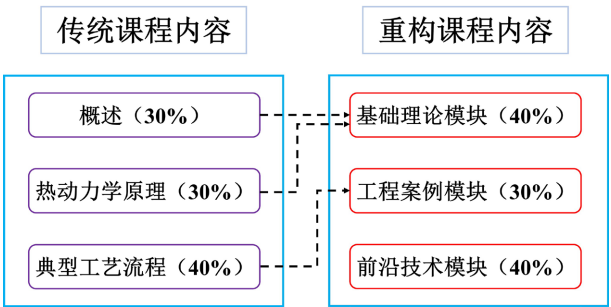 传统课程内容
重构课程内容
概述（30%）
基础理论模块（40%）
热动力学原理（30%）
工程案例模块（30%）
典型工艺流程（40%）
前沿技术模块（40%）